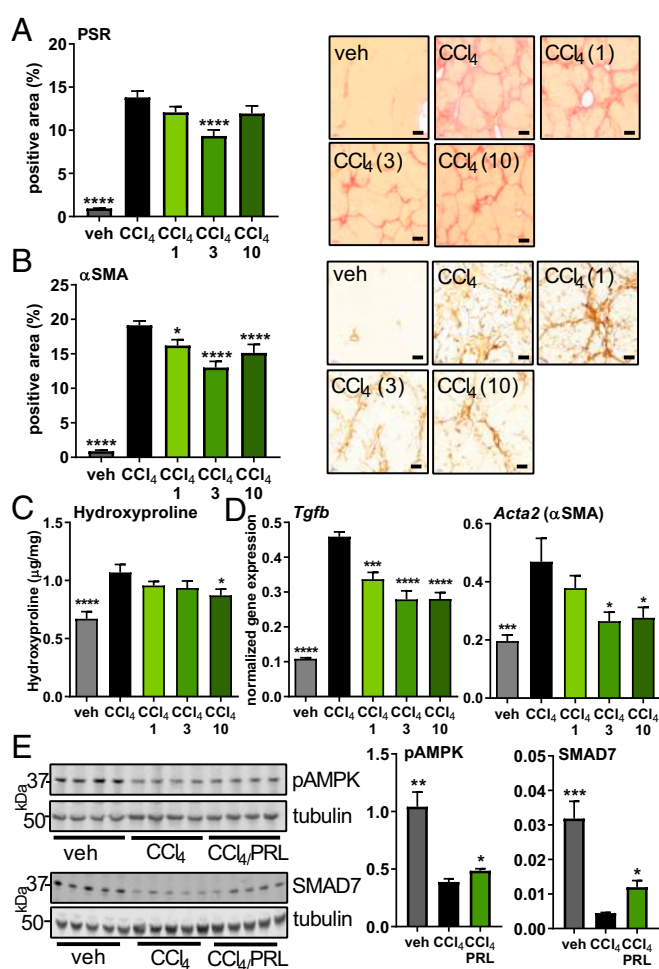 A
PSR
positive area (%)
20
15
10
5
0
****
****
veh
CCl₄
CCl₄ 1
CCl₄ 3
CCl₄ 10
veh
CCl₄
CCl₄ (1)
CCl₄ (3)
CCl₄ (10)
B
αSMA
positive area (%)
25
20
15
10
5
0
****
*
****
****
veh
CCl₄
CCl₄ 1
CCl₄ 3
CCl₄ 10
veh
CCl₄
CCl₄ (1)
CCl₄ (3)
CCl₄ (10)
C
Hydroxyproline
Hydroxyproline (μg/mg)
1.5
1.0
0.5
0.0
****
*
veh
CCl₄
CCl₄ 1
CCl₄ 3
CCl₄ 10
D
Tgfb
normalized gene expression
0.6
0.5
0.4
0.3
0.2
0.1
0.0
****
***
****
****
veh
CCl₄
CCl₄ 1
CCl₄ 3
CCl₄ 10
Acta2 (αSMA)
0.6
0.4
0.2
0.0
***
*
*
Veh
CCl₄
CCl₄ 1
CCl₄ 3
CCl₄ 10
E
37
kDa
50
pAMPK
tubulin
veh
CCl₄
CCl₄/PRL
37
kDa
50
SMAD7
tubulin
veh
CCl₄
CCl₄/PRL
pAMPK
1.5
1.0
0.5
0.0
**
*
veh
CCl₄
CCl₄ PRL
SMAD7
0.04
0.03
0.02
0.01
0.00
***
*
veh
CCl₄
CCl₄ PRL